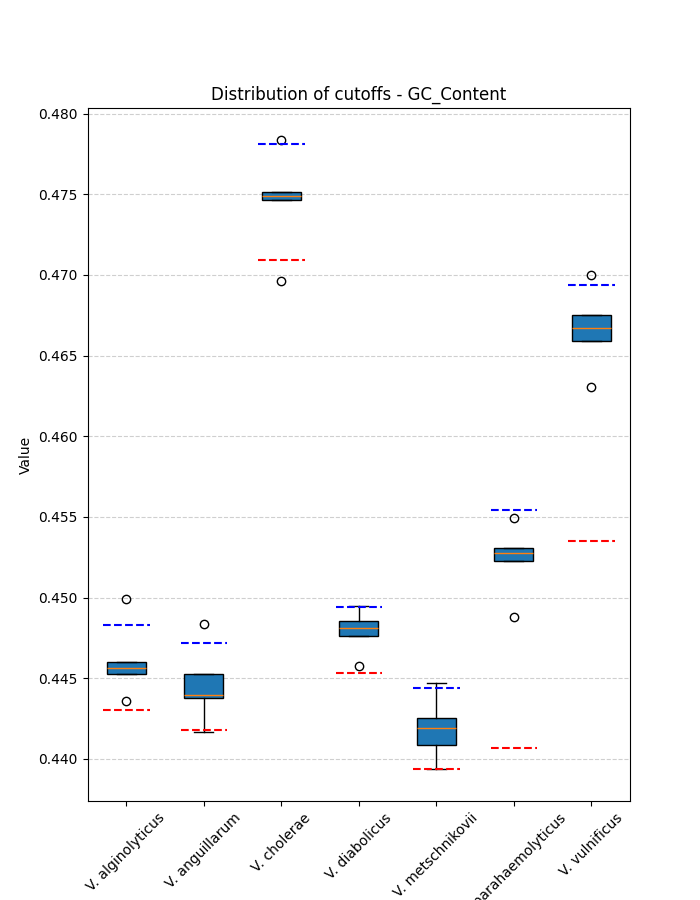 Distribution of cutoffs - GC_Content
0.480
0.475
0.470
0.465
0.460
0.455
0.450
0.445
0.440
Value
V. alginolyticus
V. anguillarum
V. cholerae
V. diabolicus
V. metschnikovii
parahaemolyticus
V. vulnificus